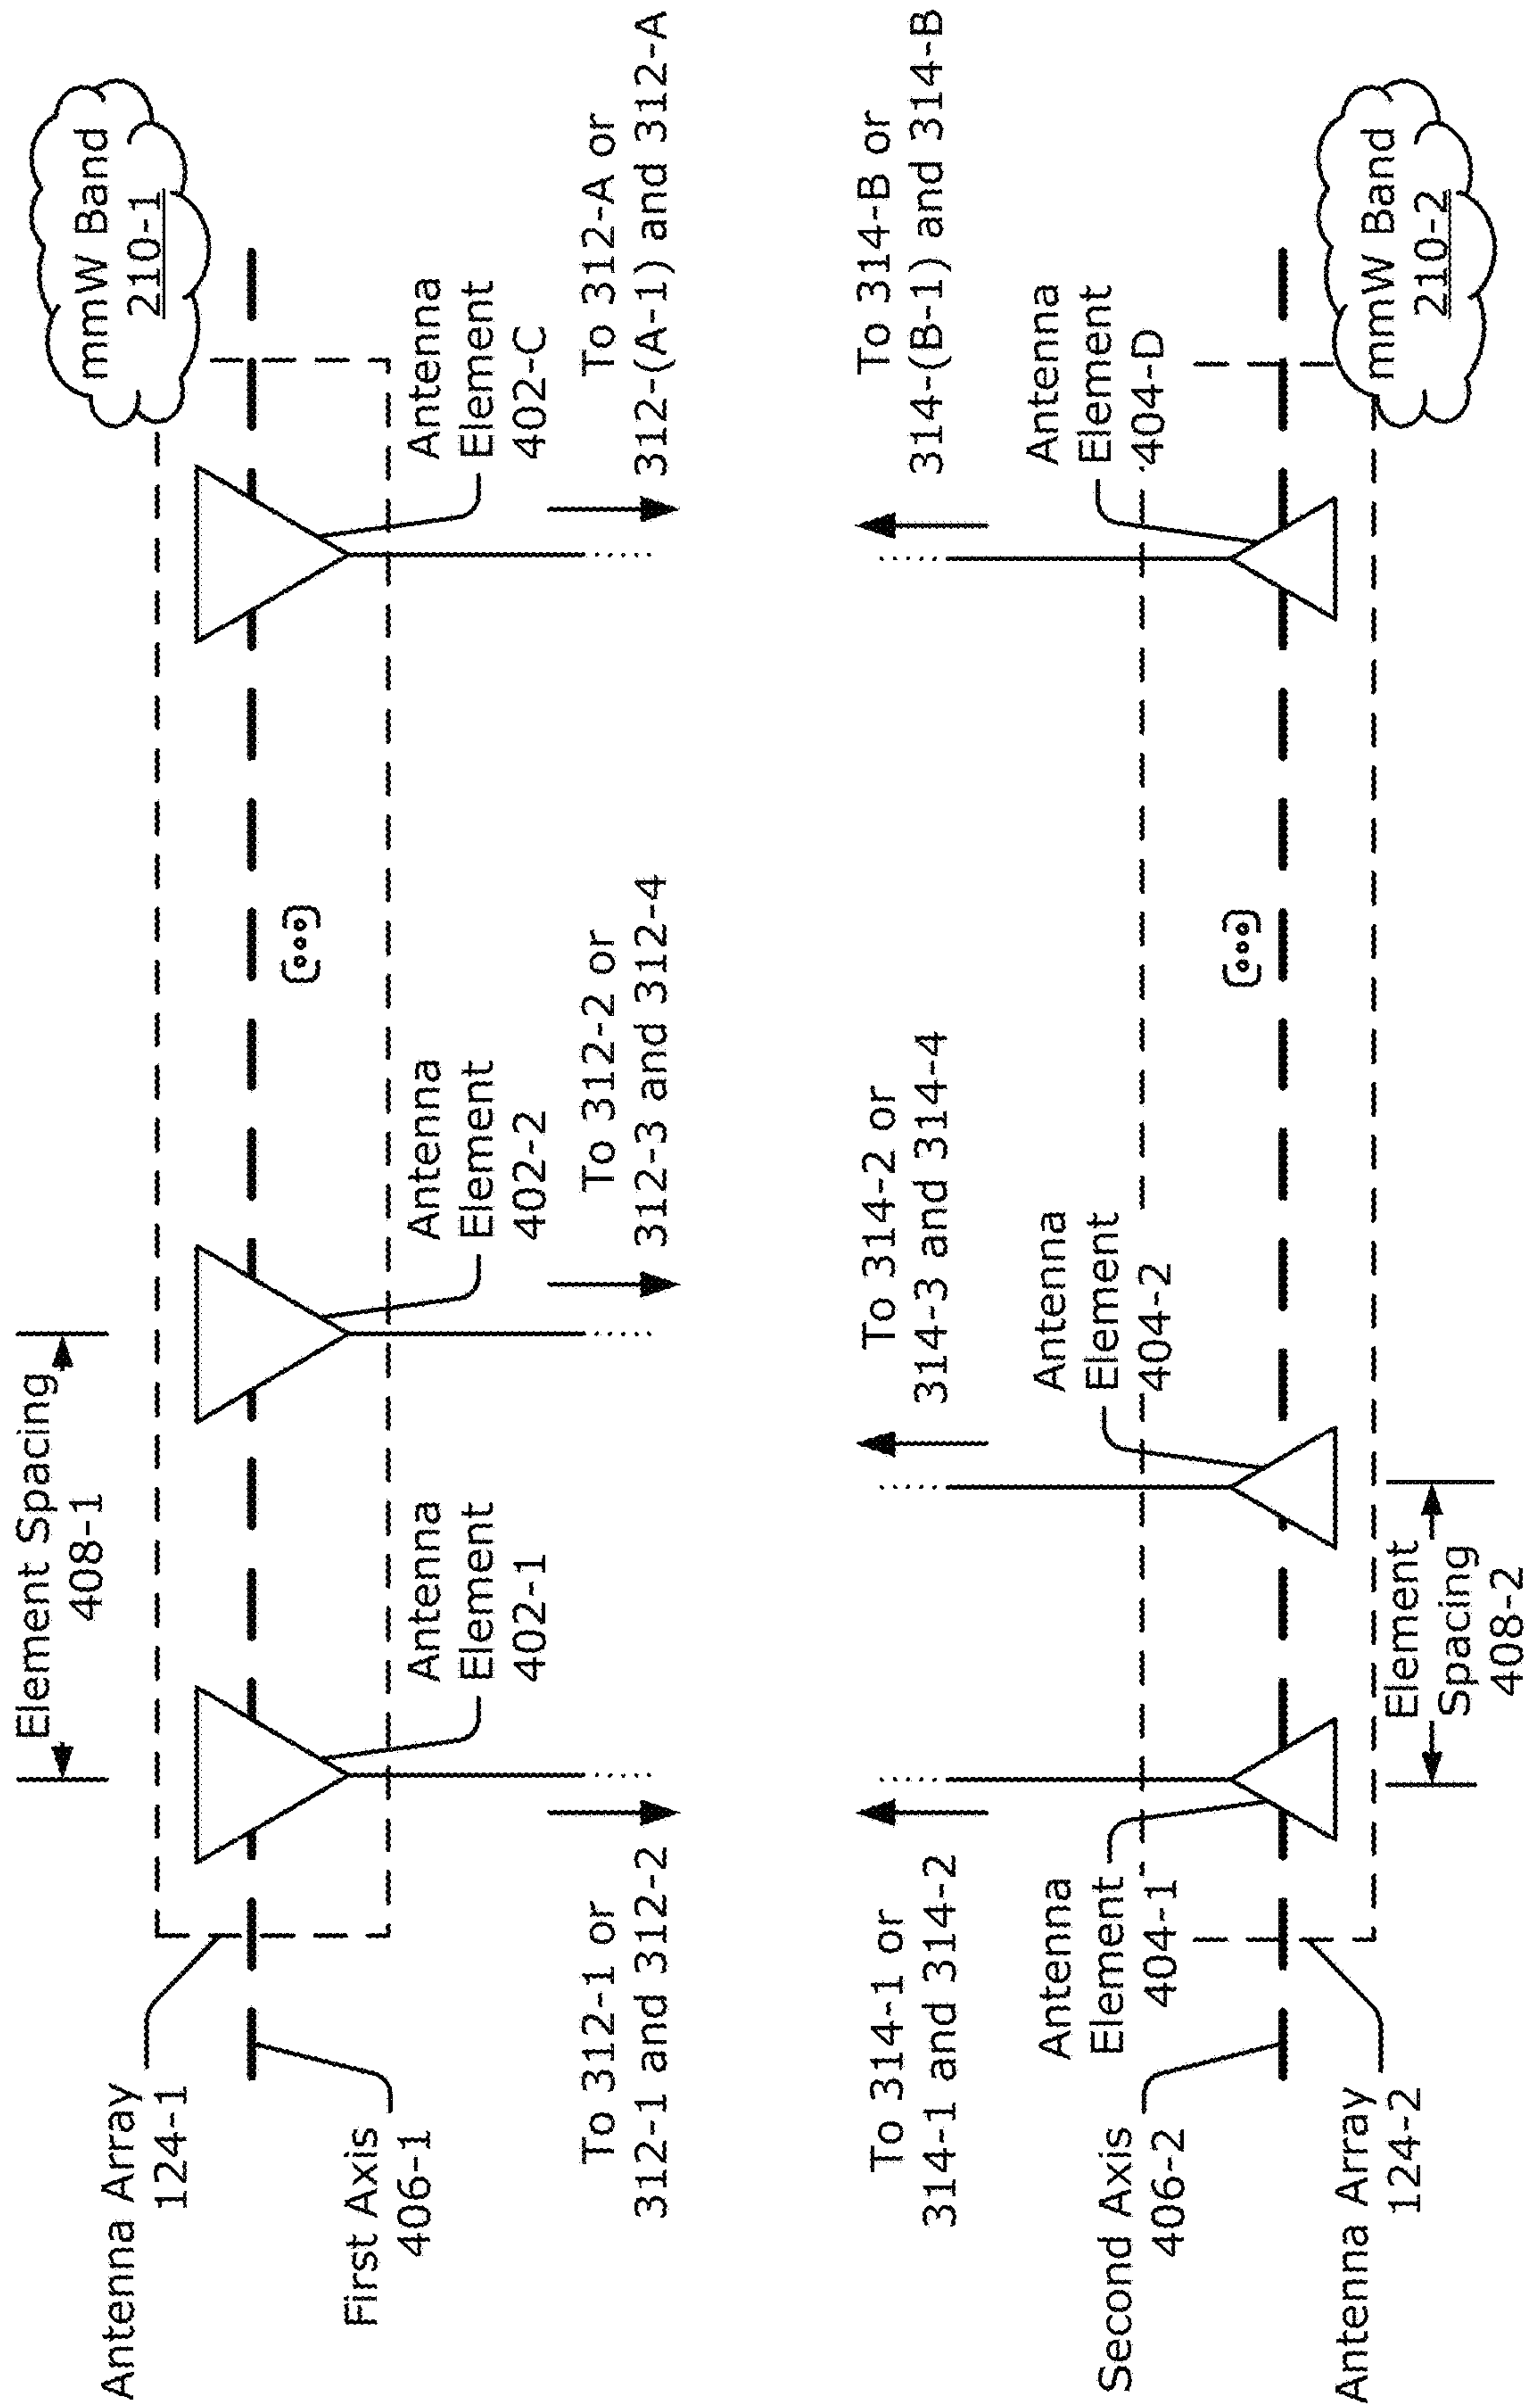 Element Spacing
408-1
mmW Band
210-1
Antenna Array
124-1
First Axis
406-1
Antenna
Element
402-1
Antenna
Element
402-2
Antenna
Element
402-C
To 312-1 or
312-1 and 312-2
To 312-2 or
312-3 and 312-4
To 312-A or
312-(A-1) and 312-A
To 314-1 or
314-1 and 314-2
To 314-2 or
314-3 and 314-4
To 314-B or
314-(B-1) and 314-B
Antenna
Element
404-1
Antenna
Element
404-2
Antenna
Element
404-D
Second Axis
406-2
Antenna Array
124-2
Element
Spacing
408-2
mmW Band
210-2